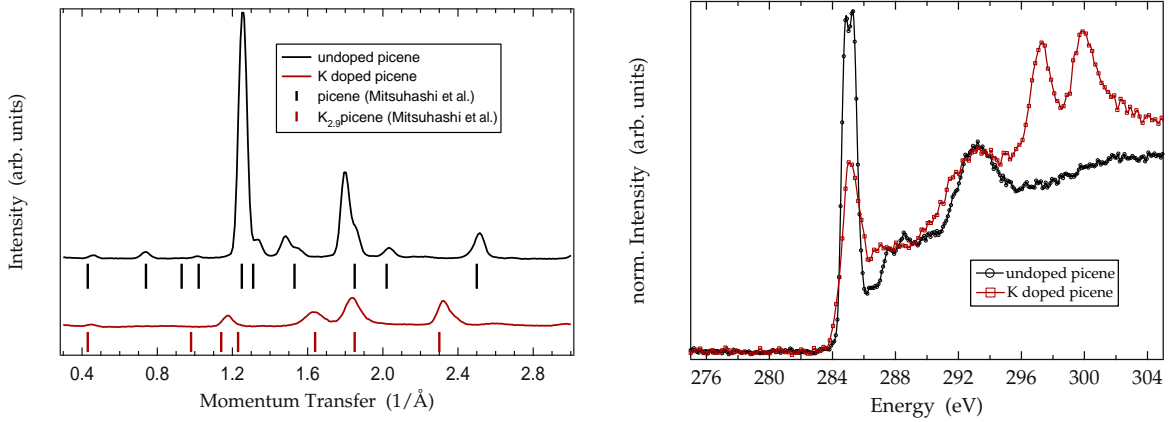 Intensity (arb. units)
undoped picene
K doped picene
picene (Mitsuhashi et al.)
K2.9picene (Mitsuhashi et al.)
0.4 0.8 1.2 1.6 2.0 2.4 2.8
Momentum Transfer (1/Å)
norm. Intensity (arb. units)
undoped picene
K doped picene
276 280 284 288 292 296 300 304
Energy (eV)